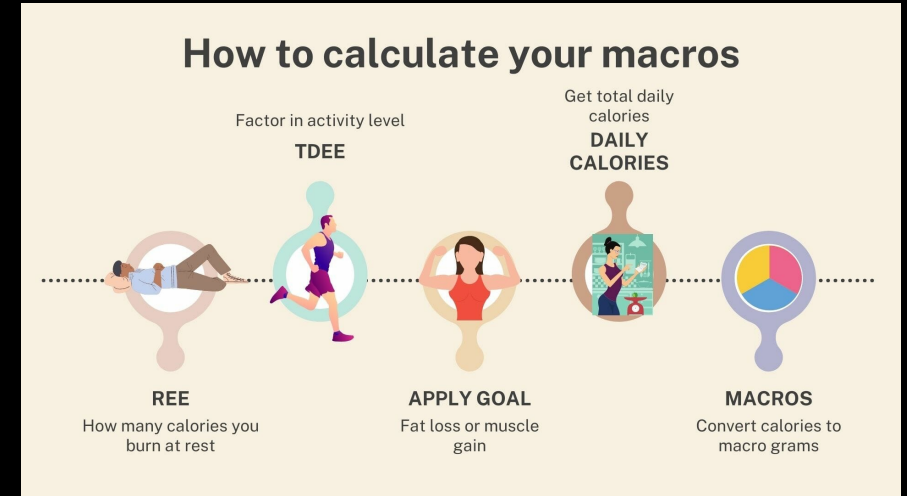 How to calculate your macros
REE
How many calories you
burn at rest
Factor in activity level
TDEE
APPLY GOAL
Fat loss or muscle
gain
Get total daily
calories
DAILY
CALORIES
MACROS
Convert calories to
macro grams